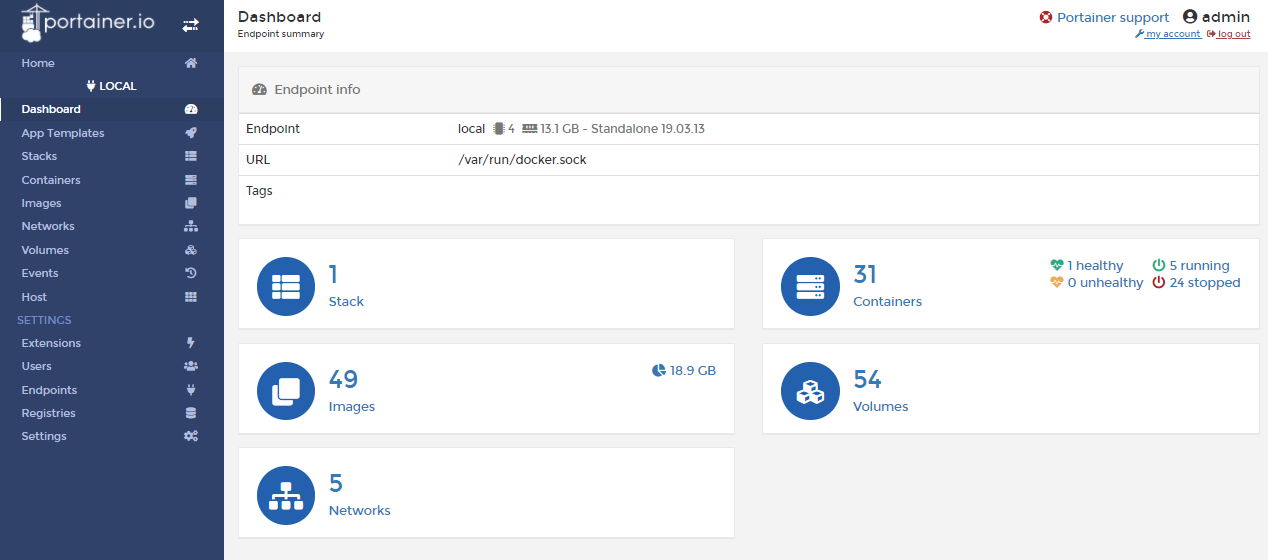 portainer.io
Home
LOCAL
Dashboard
App Templates
Stacks
Containers
Images
Networks
Volumes
Events
Host
SETTINGS
Extensions
Users
Endpoints
Registries
Settings
Dashboard
Endpoint summary
Portainer support admin
my account log out
Endpoint info
Endpoint local 4 13.1 GB - Standalone 19.03.13
URL /var/run/docker.sock
Tags
1
Stack
31
Containers
1 healthy 5 running
0 unhealthy 24 stopped
49
Images
18.9 GB
54
Volumes
5
Networks